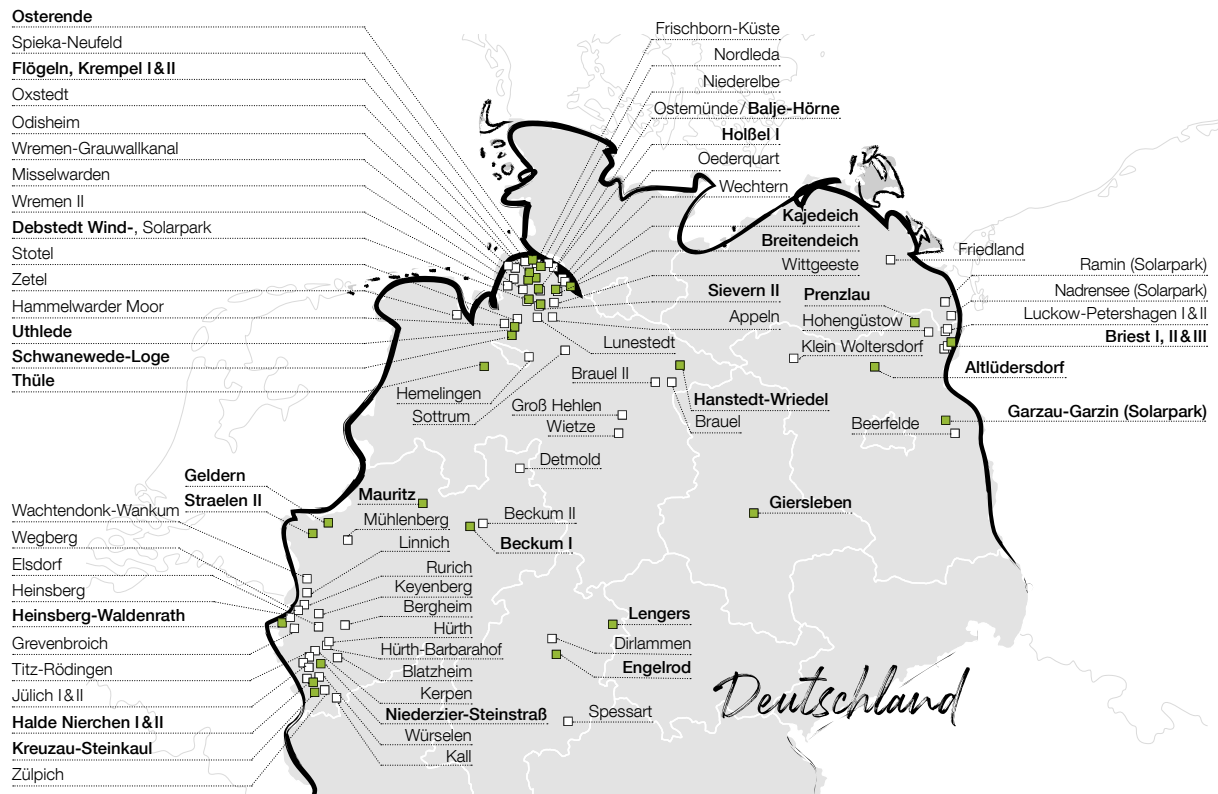 Osterende
Spieka-Neufeld
Flögeln, Krempel I&II
Oxstedt
Odisheim
Wremen-Grauwallkanal
Misselwarden
Wremen II
Debstedt Wind-, Solarpark
Stotel
Zetel
Hammelwarder Moor
Uthlede
Schwanewede-Loge
Thüle
Frischborn-Küste
Nordleda
Niederelbe
Ostemünde/Balje-Hörne
Holßel I
Oederquart
Wechtern
Kajedeich
Breitendeich
Wittgeeste
Sievern II
Appeln
Lunestedt
Friedland
Ramin (Solarpark)
Nadrensee (Solarpark)
Luckow-Petershagen I&II
Briest I, II&III
Prenzlau
Hohengüstow
Klein Woltersdorf
Altlüdersdorf
Garzau-Garzin (Solarpark)
Beerfelde
Hemelingen
Sottrum
Brauel II
Hanstedt-Wriedel
Brauel
Groß Hehlen
Wietze
Detmold
Geldern
Straelen II
Mauritz
Mühlenberg
Beckum II
Beckum I
Giersleben
Wachtendonk-Wankum
Wegberg
Elsdorf
Heinsberg
Heinsberg-Waldenrath
Grevenbroich
Titz-Rödingen
Jülich I&II
Halde Nierchen I&II
Kreuzau-Steinkaul
Zülpich
Linnich
Rurich
Keyenberg
Bergheim
Hürth
Hürth-Barbarahof
Blatzheim
Kerpen
Niederzier-Steinstraß
Würselen
Kall
Lengers
Dirlammen
Engelrod
Spessart
Deutschland